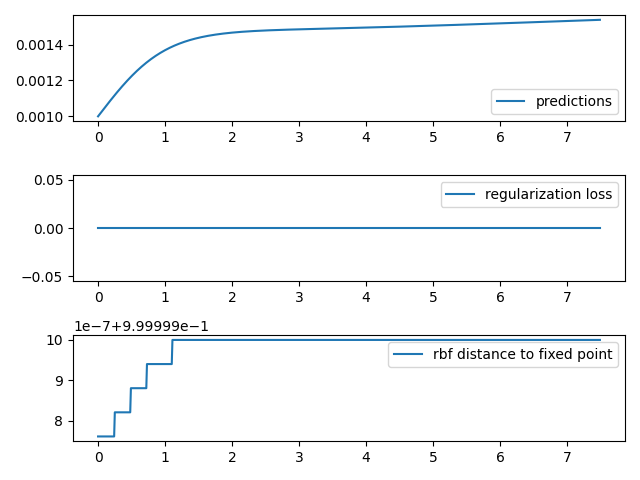 0.0014
0.0012
0.0010
predictions
0 1 2 3 4 5 6 7
0.05
0.00
−0.05
regularization loss
0 1 2 3 4 5 6 7
1e-7+9.99999e-1
10
9
8
rbf distance to fixed point
0 1 2 3 4 5 6 7